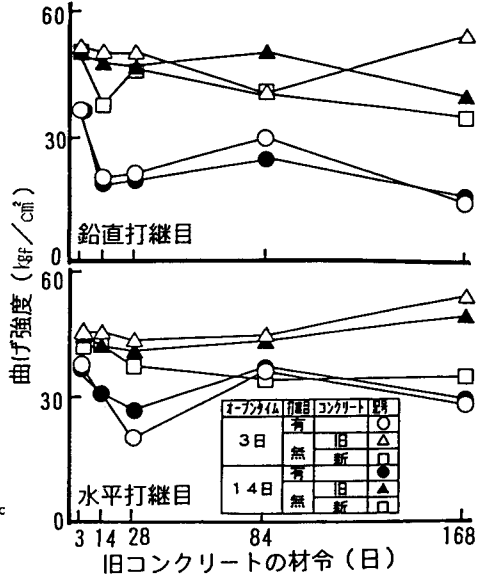 60
30
0
鉛直打継目
曲げ強度 (kgf/cm²)
60
30
0
水平打継目
オープンタイム 打継目 コンクリート 記号
3日 有 ○
無 旧 △
新 □
14日 有 ●
無 旧 ▲
新 □
3 14 28 84 168
旧コンクリートの材令(日)
c